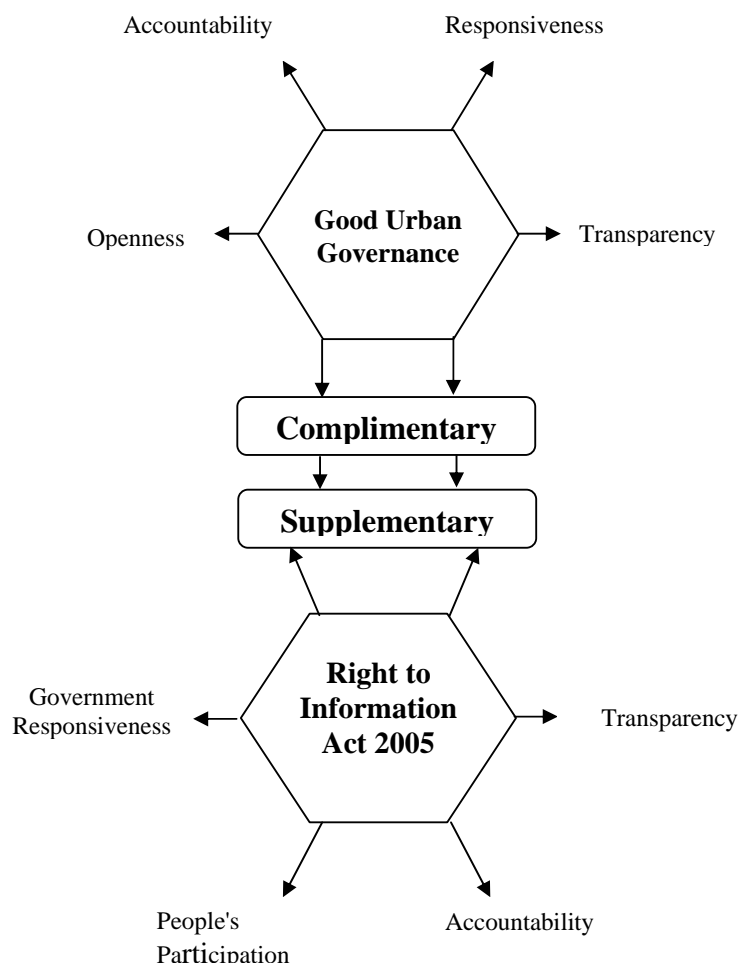 Accountability
Responsiveness
Good Urban
Governance
Openness
Transparency
Complimentary
Supplementary
Right to
Information
Act 2005
Government
Responsiveness
Transparency
People's
Participation
Accountability